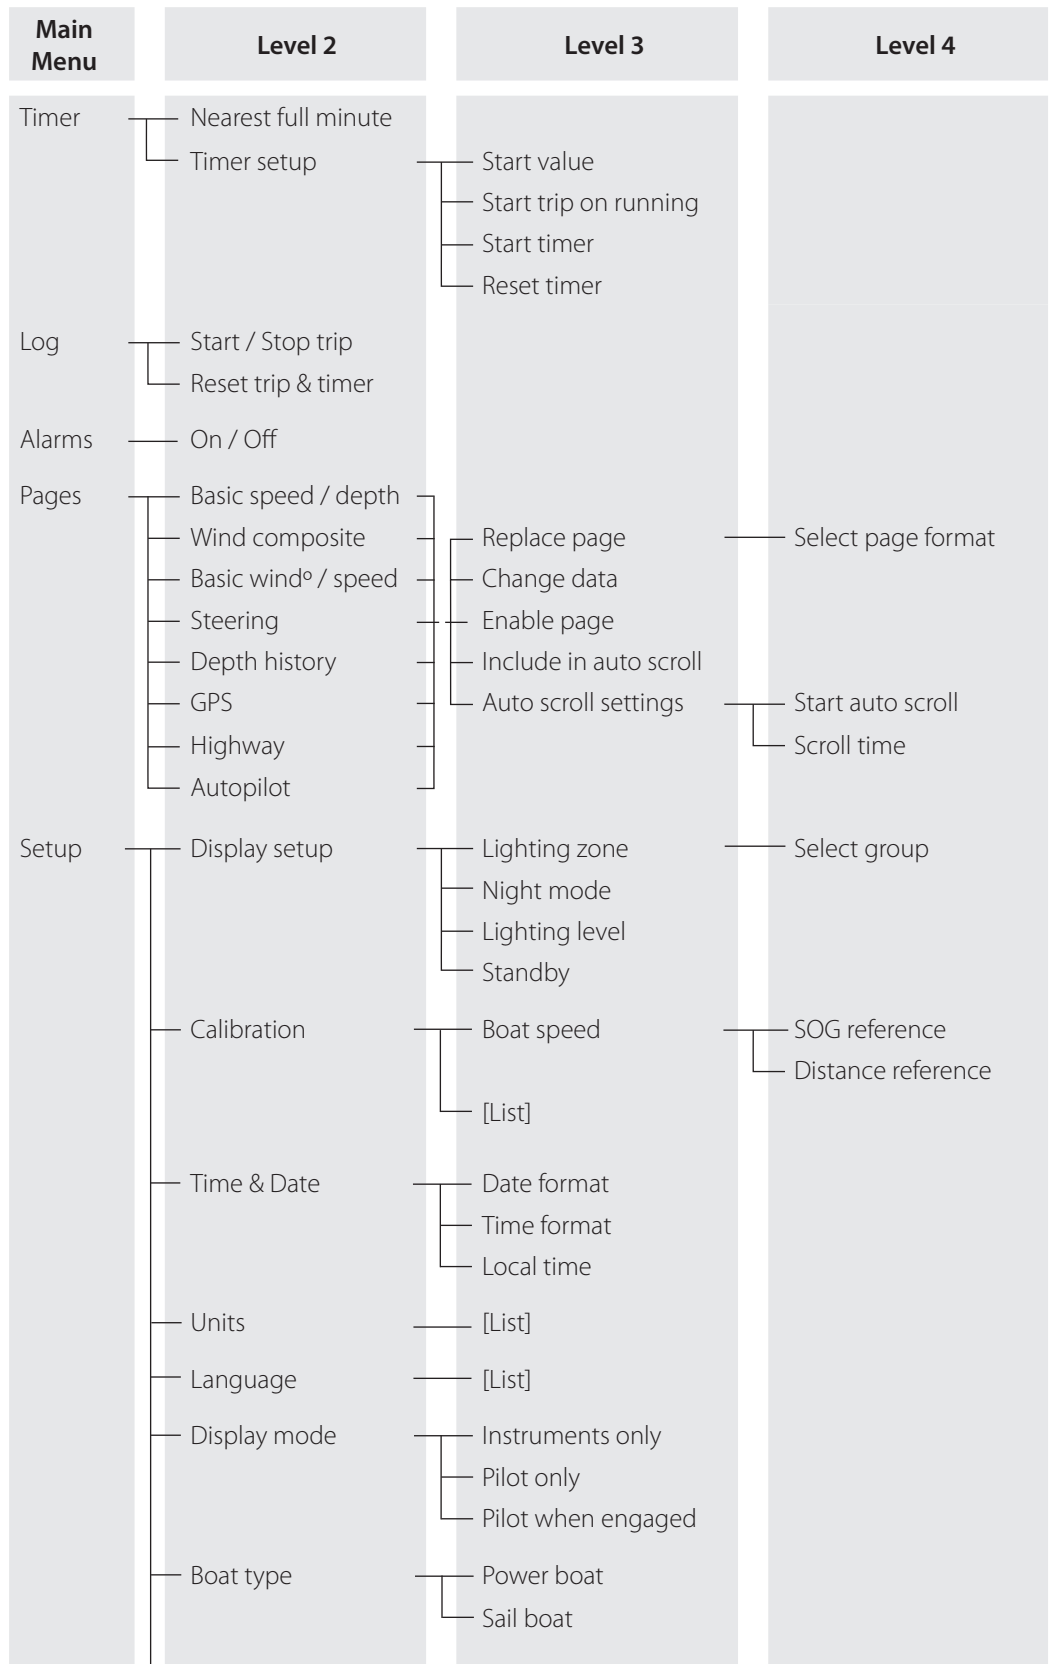 Main
Menu
Level 2
Level 3
Level 4
Timer
Nearest full minute
Timer setup
Start value
Start trip on running
Start timer
Reset timer
Log
Start / Stop trip
Reset trip & timer
Alarms
On / Off
Pages
Basic speed / depth
Wind composite
Replace page
Select page format
Basic windº / speed
Change data
Steering
Enable page
Depth history
Include in auto scroll
GPS
Auto scroll settings
Start auto scroll
Highway
Scroll time
Autopilot
Setup
Display setup
Lighting zone
Select group
Night mode
Lighting level
Standby
Calibration
Boat speed
SOG reference
Distance reference
[List]
Time & Date
Date format
Time format
Local time
Units
[List]
Language
[List]
Display mode
Instruments only
Pilot only
Pilot when engaged
Boat type
Power boat
Sail boat